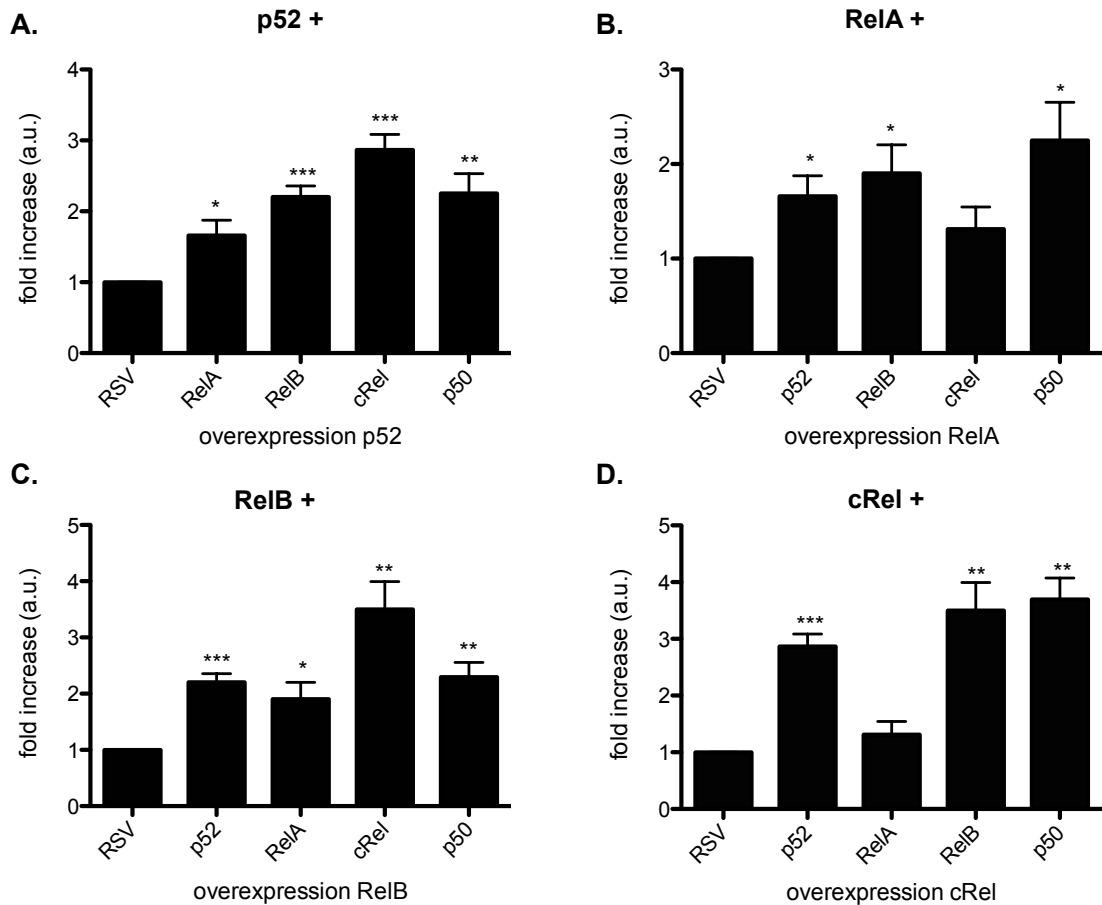 A.
p52 +
fold increase (a.u.)
4
3
2
1
0
*
***
***
**
RSV
RelA
RelB
cRel
p50
overexpression p52
B.
RelA +
fold increase (a.u.)
3
2
1
0
*
*
*
RSV
p52
RelB
cRel
p50
overexpression RelA
C.
RelB +
fold increase (a.u.)
5
4
3
2
1
0
***
*
**
**
RSV
p52
RelA
cRel
p50
overexpression RelB
D.
cRel +
fold increase (a.u.)
5
4
3
2
1
0
***
**
**
RSV
p52
RelA
RelB
p50
overexpression cRel